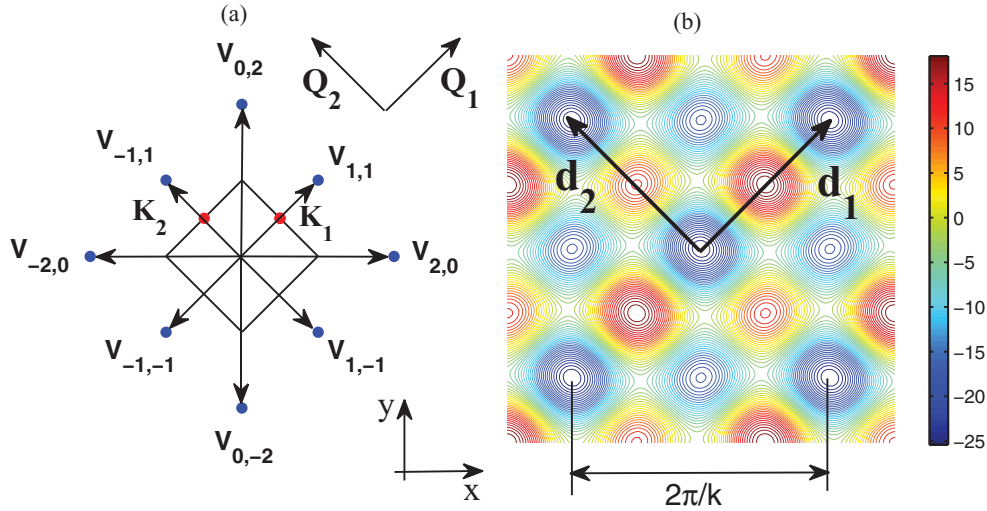 (a)
(b)
V0,2
Q2
Q1
V-1,1
V1,1
K2
K1
V-2,0
V2,0
V-1,-1
V1,-1
V0,-2
y
x
d2
d1
2π/k
15
10
5
0
−5
−10
−15
−20
−25